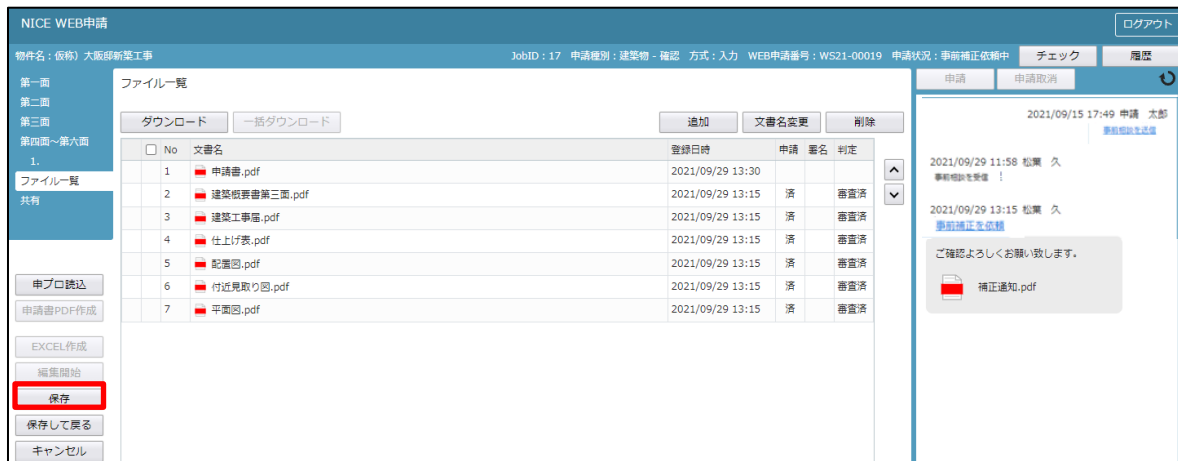 NICE WEB申請
ログアウト
物件名：仮称）大阪邸新築工事
JobID：17 申請種別：建築物 - 確認 方式：入力 WEB申請番号：WS21-00019 申請状況：事前補正依頼中
チェック
履歴
第一面
第二面
第三面
第四面～第六面
1.
ファイル一覧
共有
申プロ読込
申請書PDF作成
EXCEL作成
編集開始
保存
保存して戻る
キャンセル
ファイル一覧
ダウンロード
一括ダウンロード
追加
文書名変更
削除
No 文書名 登録日時 申請 署名 判定
1 申請書.pdf 2021/09/29 13:30
2 建築概要書第三面.pdf 2021/09/29 13:15 済 審査済
3 建築工事届.pdf 2021/09/29 13:15 済 審査済
4 仕上げ表.pdf 2021/09/29 13:15 済 審査済
5 配置図.pdf 2021/09/29 13:15 済 審査済
6 付近見取り図.pdf 2021/09/29 13:15 済 審査済
7 平面図.pdf 2021/09/29 13:15 済 審査済
申請
申請取消
2021/09/15 17:49 申請 太郎
事前相談を送信
2021/09/29 11:58 松葉 久
事前相談を受信
2021/09/29 13:15 松葉 久
事前補正を依頼
ご確認よろしくお願い致します。
補正通知.pdf